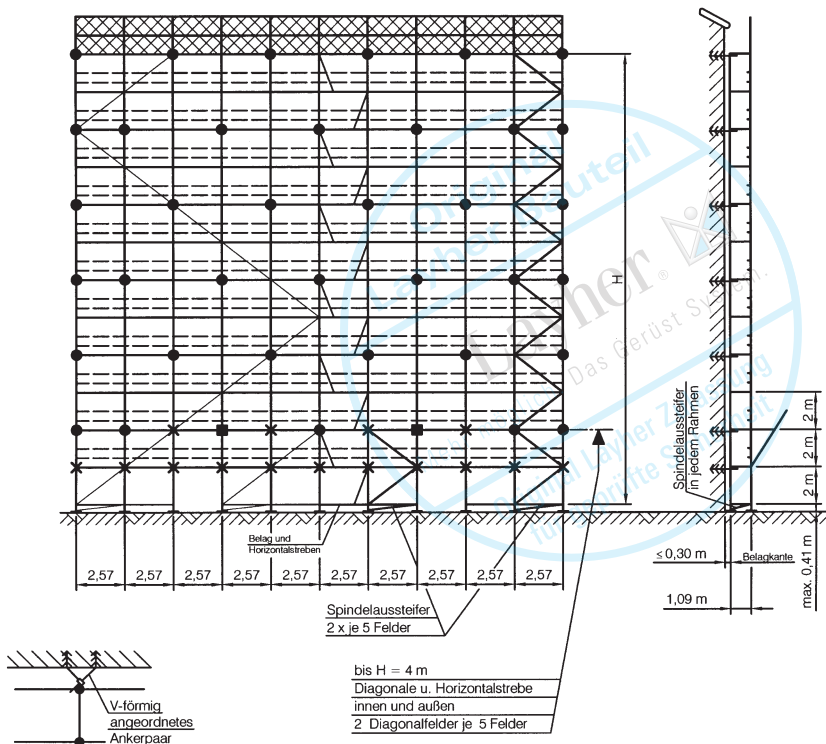 Original
Layher Bauteil
Layher®
Das Gerüst System.
Original Layher Zulassung
für geprüfte Sicherheit
H
Spindelaussteifer
in jedem Rahmen
2 m
2 m
2 m
max. 0,41 m
≤ 0,30 m
Belagkante
1,09 m
Belag und
Horizontalstreben
2,57 2,57 2,57 2,57 2,57 2,57 2,57 2,57 2,57 2,57
Spindelaussteifer
2 x je 5 Felder
bis H = 4 m
Diagonale u. Horizontalstrebe
innen und außen
2 Diagonalfelder je 5 Felder
V-förmig
angeordnetes
Ankerpaar